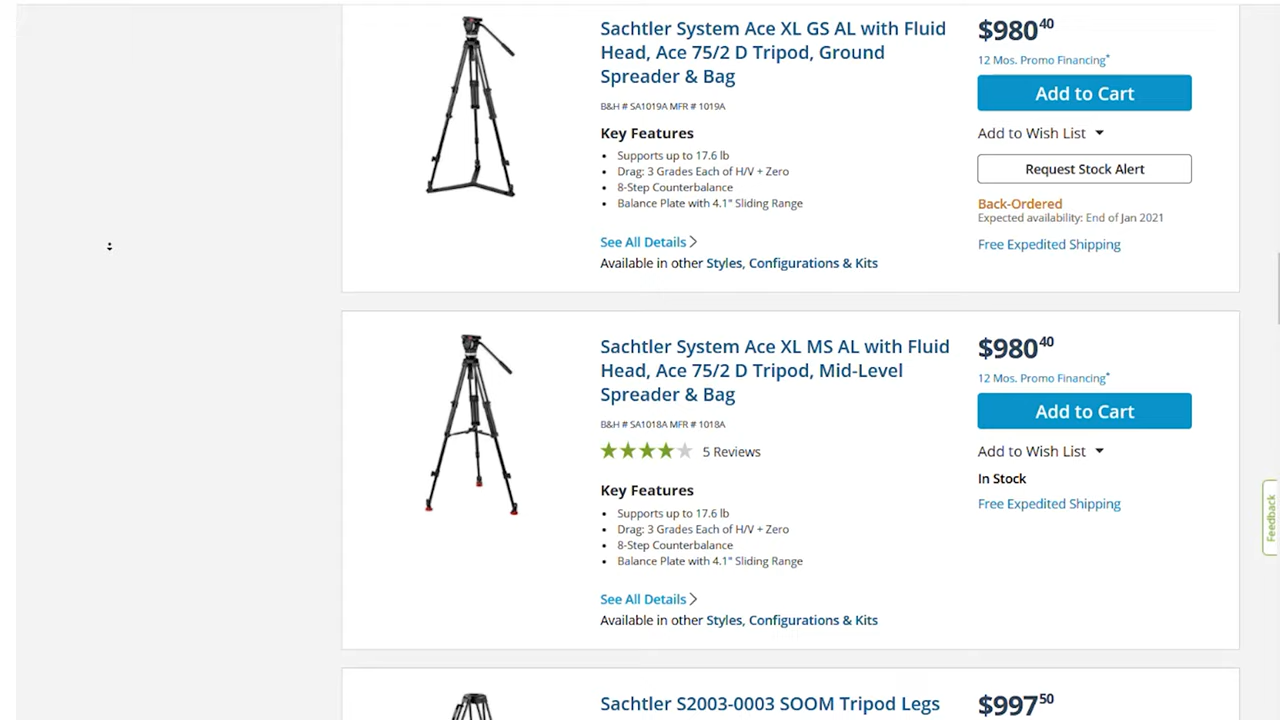 Sachtler System Ace XL GS AL with Fluid
Head, Ace 75/2 D Tripod, Ground
Spreader & Bag
B&H # SA1019A MFR # 1019A
Key Features
Supports up to 17.6 lb
Drag: 3 Grades Each of H/V + Zero
8-Step Counterbalance
Balance Plate with 4.1" Sliding Range
See All Details
Available in other Styles, Configurations & Kits
$980 40
12 Mos. Promo Financing*
Add to Cart
Add to Wish List
Request Stock Alert
Back-Ordered
Expected availability: End of Jan 2021
Free Expedited Shipping
Sachtler System Ace XL MS AL with Fluid
Head, Ace 75/2 D Tripod, Mid-Level
Spreader & Bag
B&H # SA1018A MFR # 1018A
5 Reviews
Key Features
Supports up to 17.6 lb
Drag: 3 Grades Each of H/V + Zero
8-Step Counterbalance
Balance Plate with 4.1" Sliding Range
See All Details
Available in other Styles, Configurations & Kits
$980 40
12 Mos. Promo Financing*
Add to Cart
Add to Wish List
In Stock
Free Expedited Shipping
Feedback
Sachtler S2003-0003 SOOM Tripod Legs
$997 50